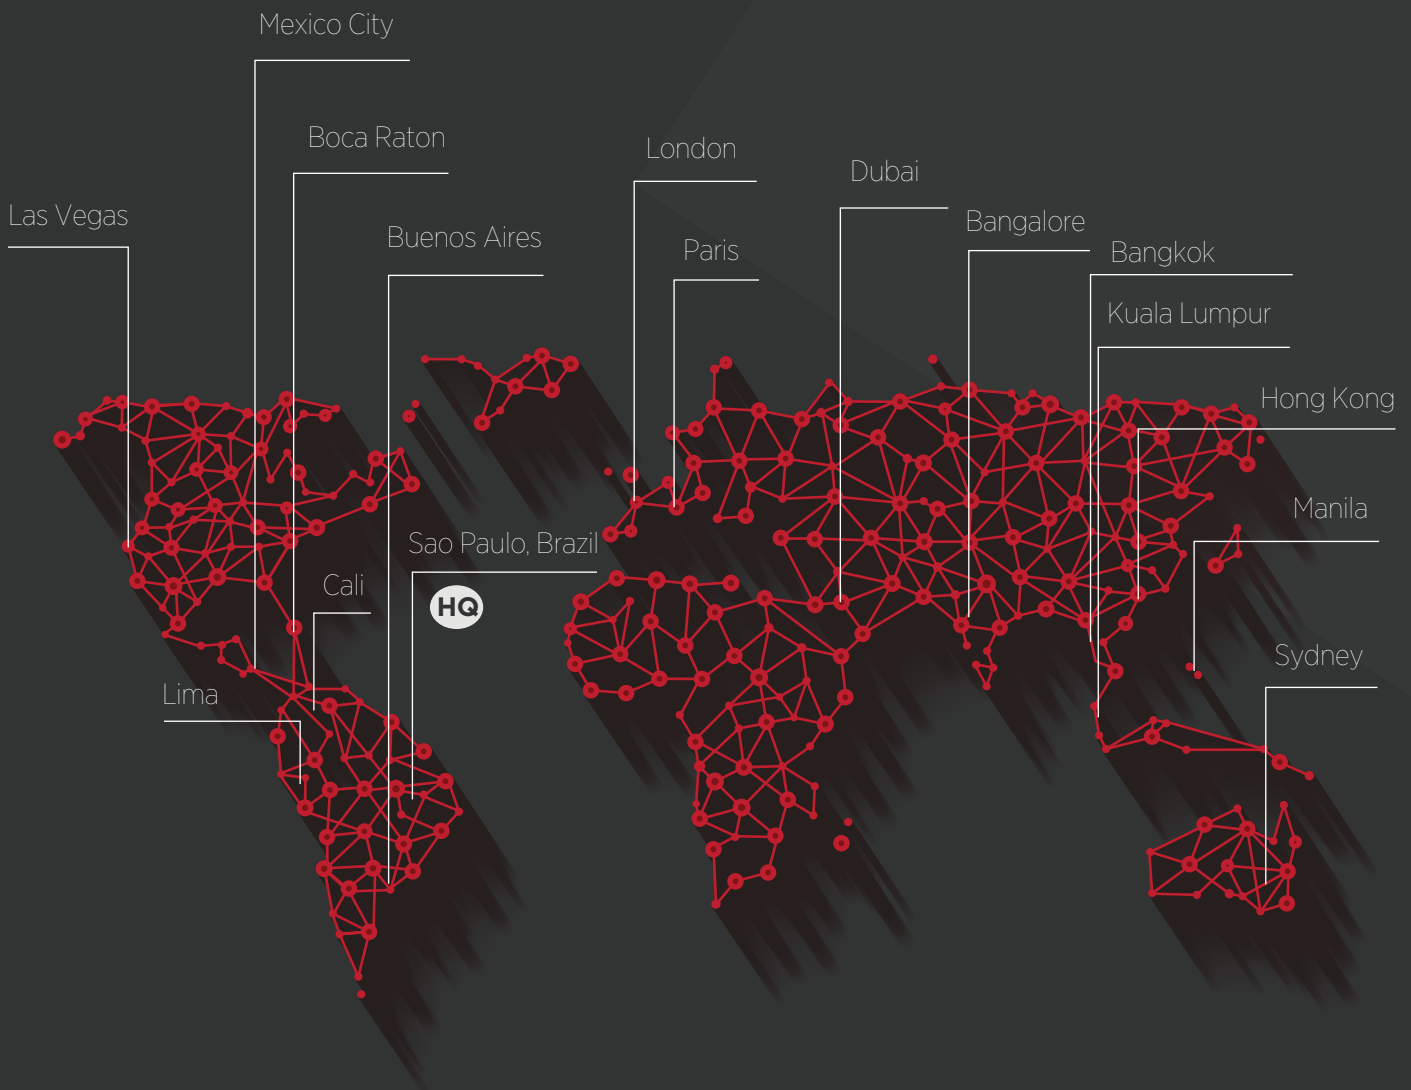 Mexico City
Boca Raton
London
Dubai
Las Vegas
Bangalore
Buenos Aires
Paris
Bangkok
Kuala Lumpur
Hong Kong
Manila
Sao Paulo, Brazil
Cali
HQ
Sydney
Lima